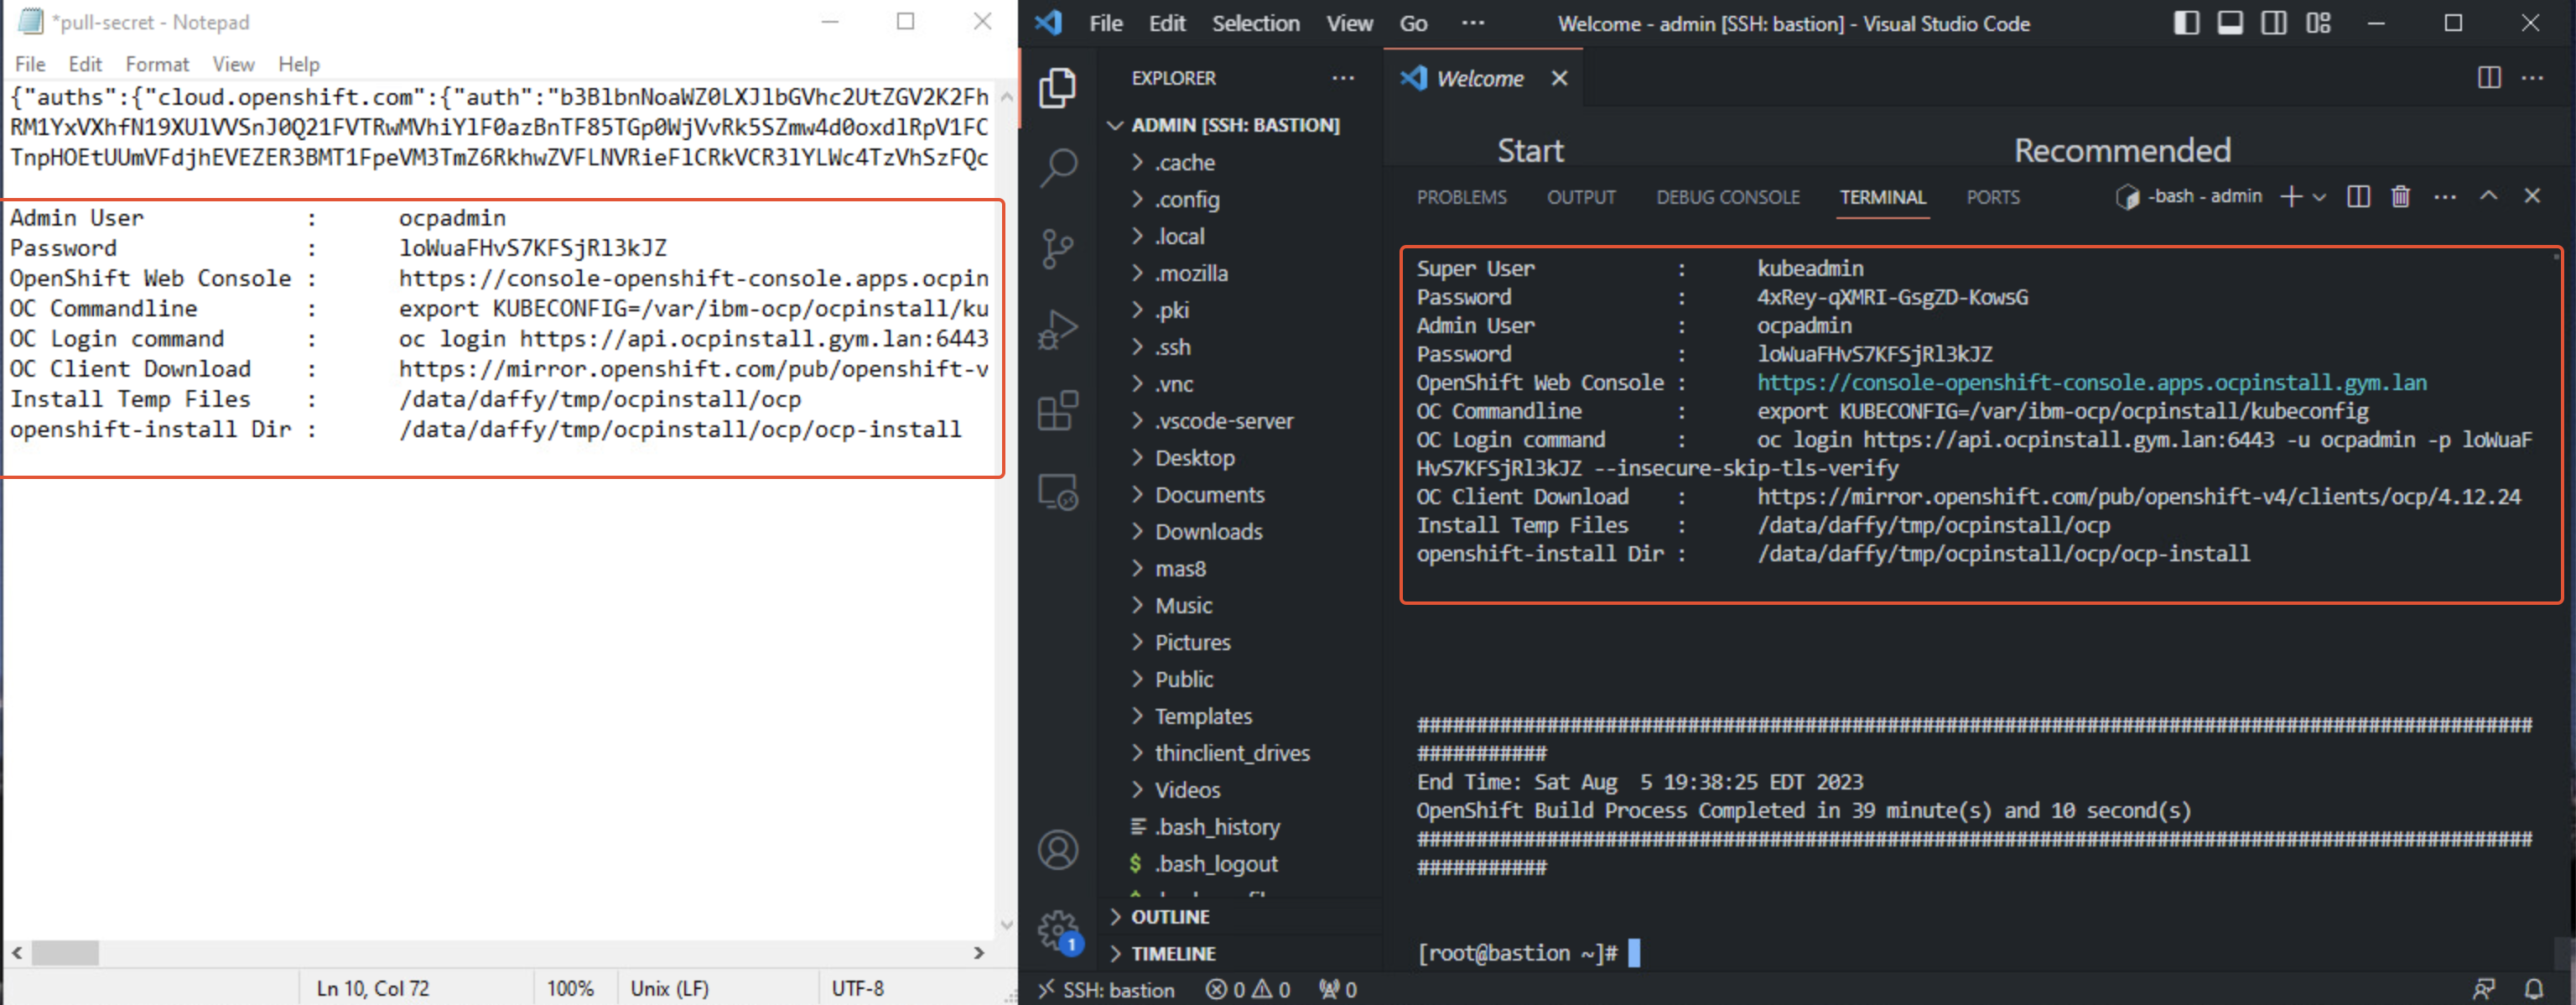 *pull-secret - Notepad
File Edit Format View Help
{"auths":{"cloud.openshift.com":{"auth":"b3BlbnNoaWZ0LXJlbGVhc2UtZGV2K2Fh
RM1YxVXhfN19XUlVVSnJ0Q21FVTRwMVhiYlF0azBnTF85TGp0WjVvRk5SZmw4d0oxdlRpV1FC
TnpHOEtUUmVFdjhEVEZER3BMT1FpeVM3TmZ6RkhwZVFLNVRieFlCRkVCR3lYLWc4TzVhSzFQc
Admin User : ocpadmin
Password : loWuaFHvS7KFSjRl3kJZ
OpenShift Web Console : https://console-openshift-console.apps.ocpin
OC Commandline : export KUBECONFIG=/var/ibm-ocp/ocpinstall/ku
OC Login command : oc login https://api.ocpinstall.gym.lan:6443
OC Client Download : https://mirror.openshift.com/pub/openshift-v
Install Temp Files : /data/daffy/tmp/ocpinstall/ocp
openshift-install Dir : /data/daffy/tmp/ocpinstall/ocp/ocp-install
Ln 10, Col 72 100% Unix (LF) UTF-8
File Edit Selection View Go ··· Welcome - admin [SSH: bastion] - Visual Studio Code
EXPLORER
ADMIN [SSH: BASTION]
.cache
.config
.local
.mozilla
.pki
.ssh
.vnc
.vscode-server
Desktop
Documents
Downloads
mas8
Music
Pictures
Public
Templates
thinclient_drives
Videos
.bash_history
$ .bash_logout
OUTLINE
TIMELINE
1
Welcome
Start Recommended
PROBLEMS OUTPUT DEBUG CONSOLE TERMINAL PORTS -bash - admin
Super User : kubeadmin
Password : 4xRey-qXMRI-GsgZD-KowsG
Admin User : ocpadmin
Password : loWuaFHvS7KFSjRl3kJZ
OpenShift Web Console : https://console-openshift-console.apps.ocpinstall.gym.lan
OC Commandline : export KUBECONFIG=/var/ibm-ocp/ocpinstall/kubeconfig
OC Login command : oc login https://api.ocpinstall.gym.lan:6443 -u ocpadmin -p loWuaF
HvS7KFSjRl3kJZ --insecure-skip-tls-verify
OC Client Download : https://mirror.openshift.com/pub/openshift-v4/clients/ocp/4.12.24
Install Temp Files : /data/daffy/tmp/ocpinstall/ocp
openshift-install Dir : /data/daffy/tmp/ocpinstall/ocp/ocp-install
###############################################################################################
###########
End Time: Sat Aug  5 19:38:25 EDT 2023
OpenShift Build Process Completed in 39 minute(s) and 10 second(s)
###############################################################################################
###########
[root@bastion ~]#
SSH: bastion 0 0 0